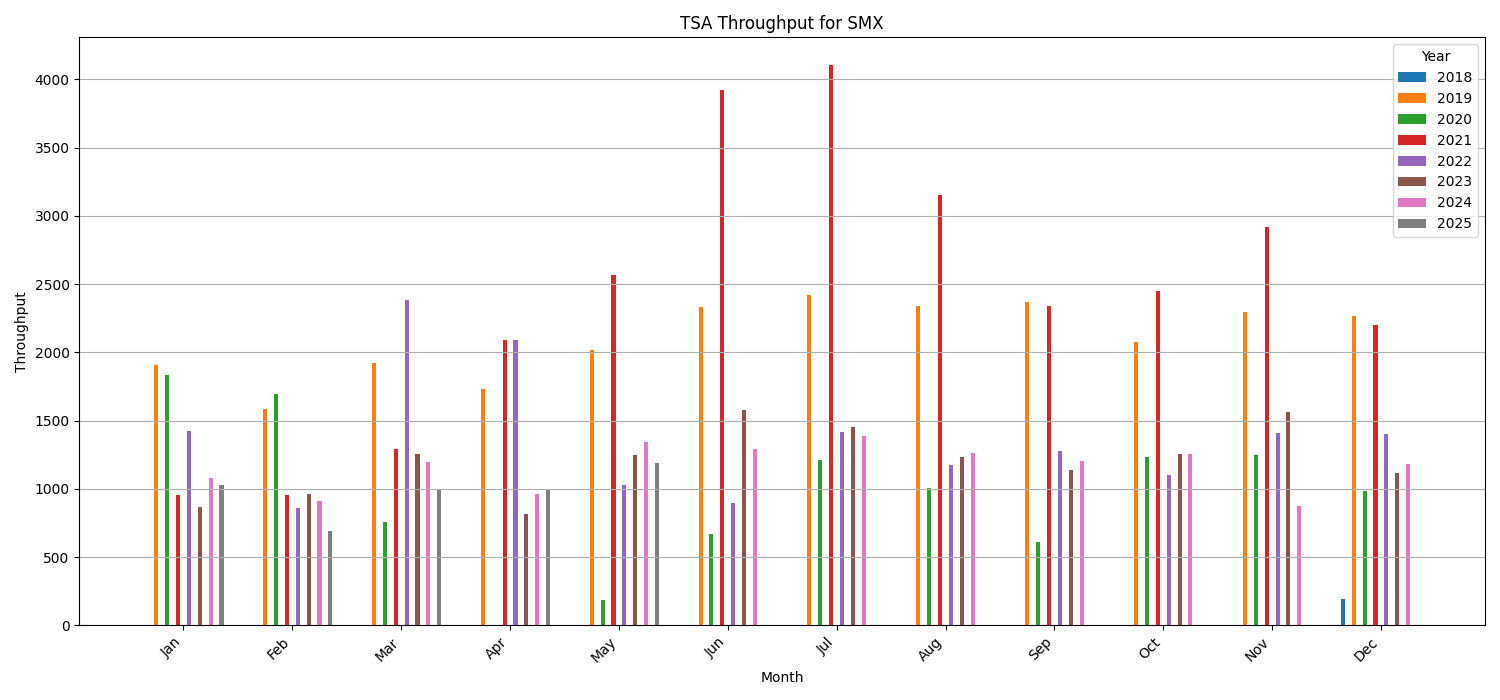 TSA Throughput for SMX
Year
2018
2019
2020
2021
2022
2023
2024
2025
Throughput
4000
3500
3000
2500
2000
1500
1000
500
0
Jan
Feb
Mar
Apr
May
Jun
Jul
Aug
Sep
Oct
Nov
Dec
Month